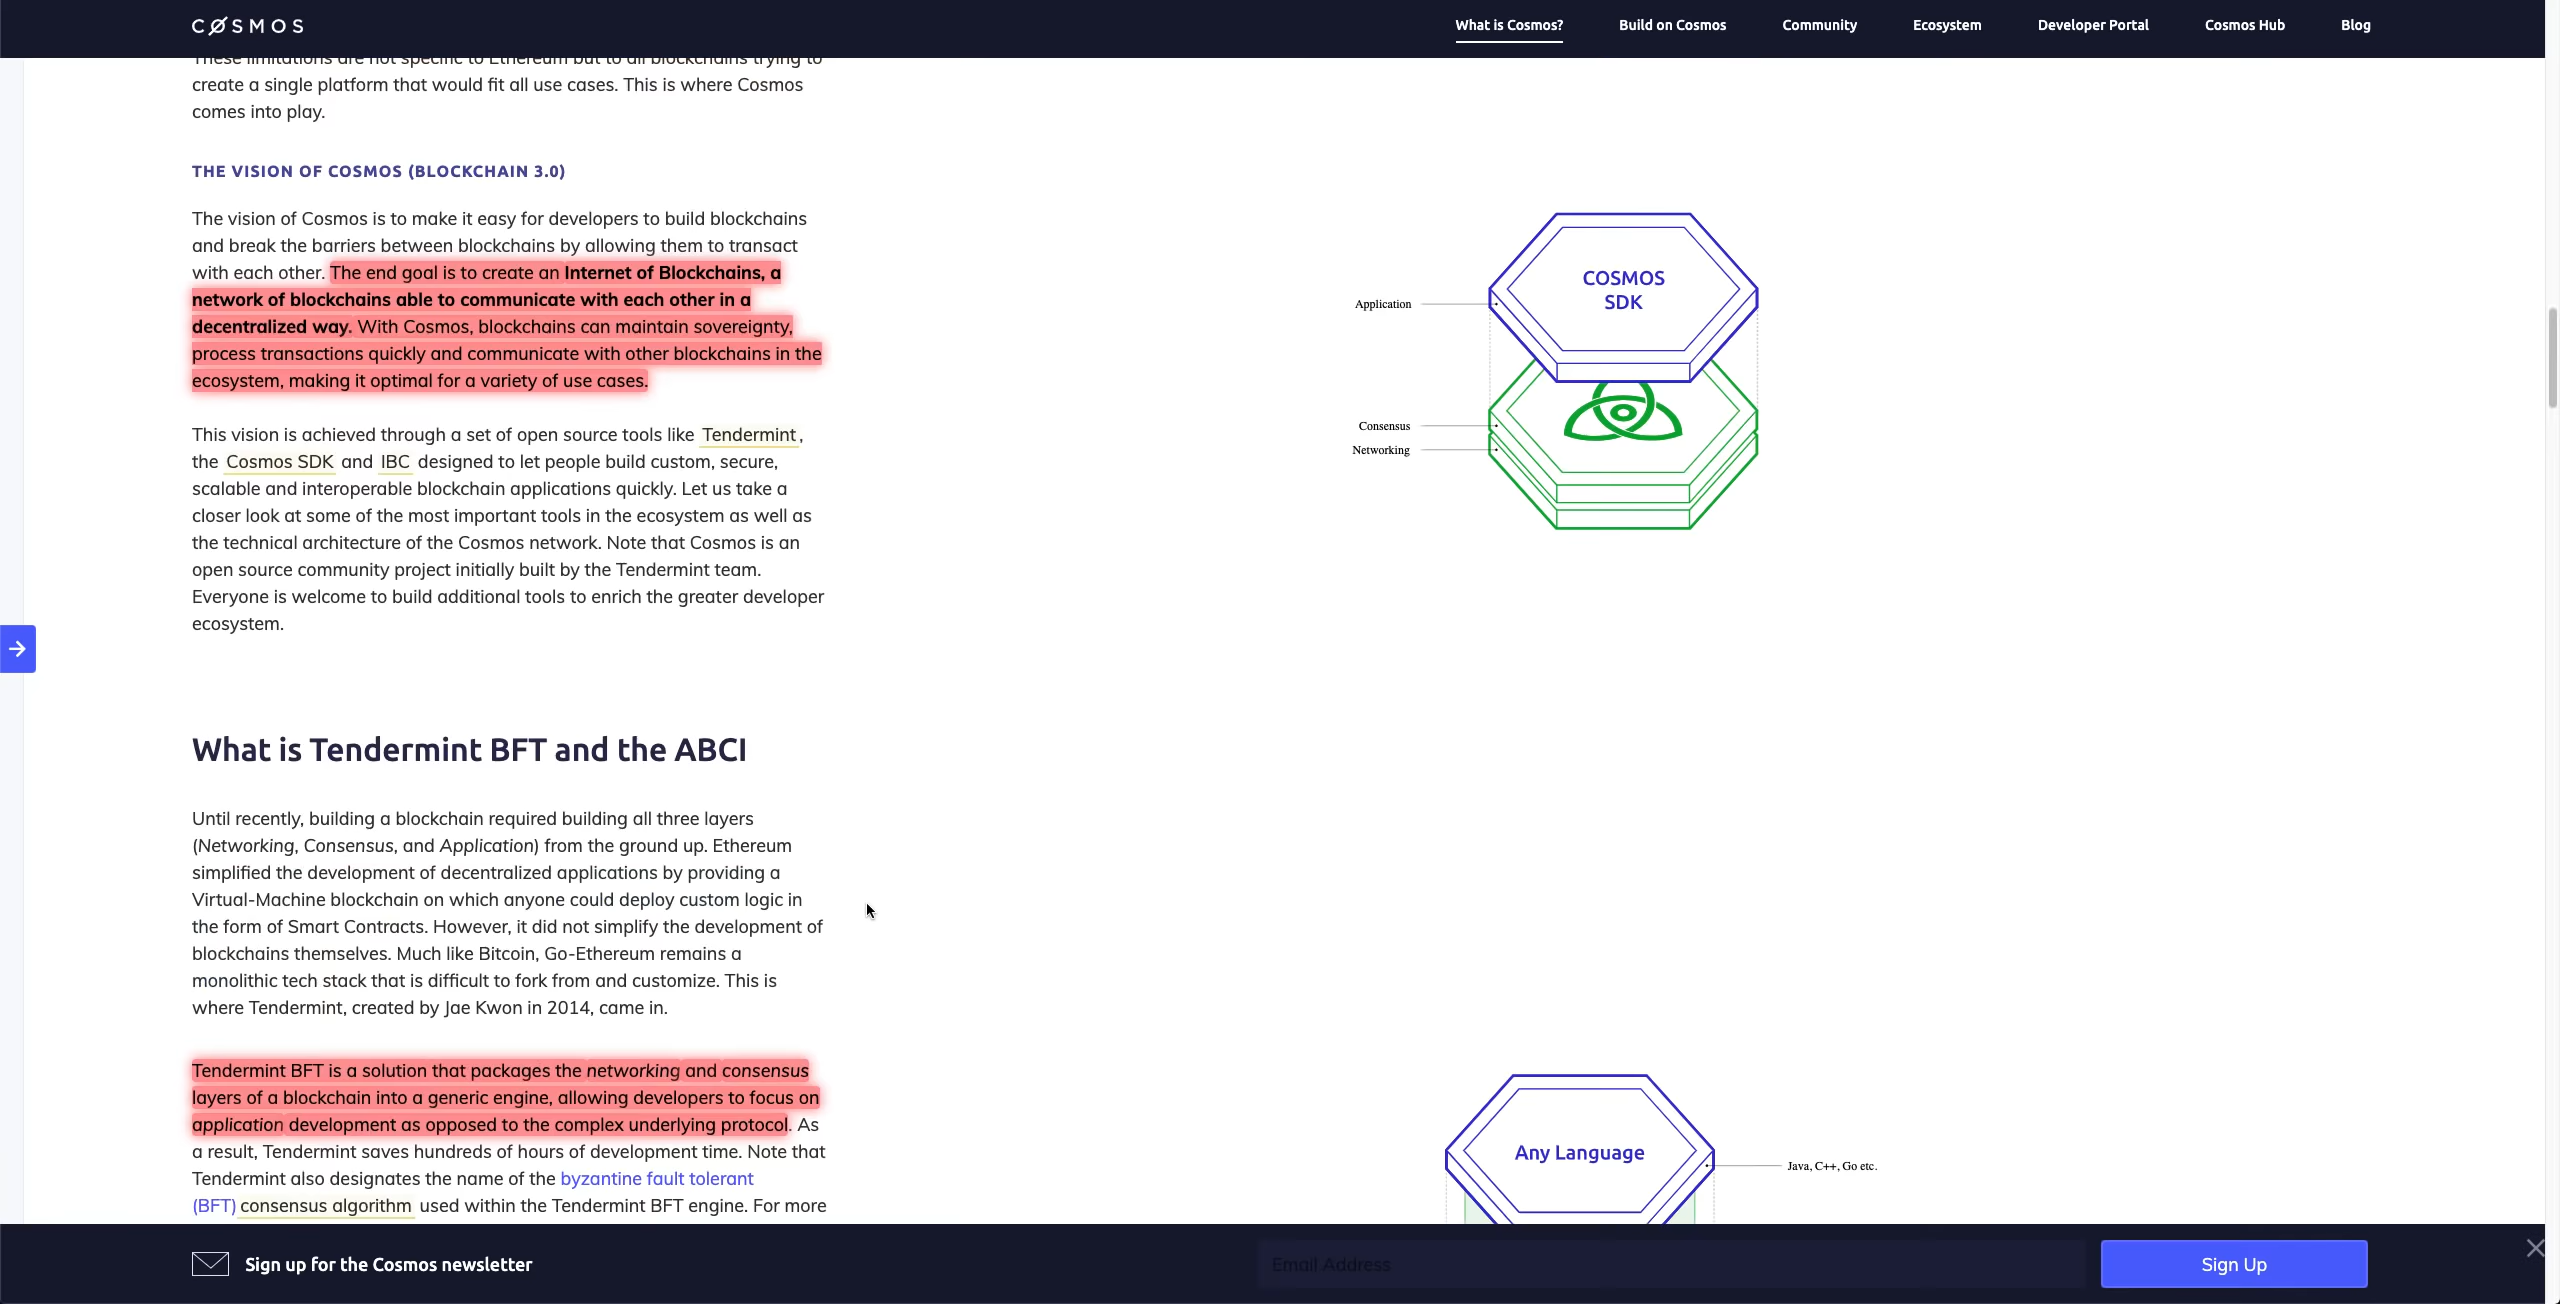 CØSMOS
What is Cosmos?
Build on Cosmos
Community
Ecosystem
Developer Portal
Cosmos Hub
Blog
These limitations are not specific to Ethereum but to all blockchains trying to
create a single platform that would fit all use cases. This is where Cosmos
comes into play.
THE VISION OF COSMOS (BLOCKCHAIN 3.0)
The vision of Cosmos is to make it easy for developers to build blockchains
and break the barriers between blockchains by allowing them to transact
with each other. The end goal is to create an Internet of Blockchains, a
network of blockchains able to communicate with each other in a
decentralized way. With Cosmos, blockchains can maintain sovereignty,
process transactions quickly and communicate with other blockchains in the
ecosystem, making it optimal for a variety of use cases.
This vision is achieved through a set of open source tools like Tendermint,
the Cosmos SDK and IBC designed to let people build custom, secure,
scalable and interoperable blockchain applications quickly. Let us take a
closer look at some of the most important tools in the ecosystem as well as
the technical architecture of the Cosmos network. Note that Cosmos is an
open source community project initially built by the Tendermint team.
Everyone is welcome to build additional tools to enrich the greater developer
ecosystem.
COSMOS
SDK
Application
Consensus
Networking
What is Tendermint BFT and the ABCI
Until recently, building a blockchain required building all three layers
(Networking, Consensus, and Application) from the ground up. Ethereum
simplified the development of decentralized applications by providing a
Virtual-Machine blockchain on which anyone could deploy custom logic in
the form of Smart Contracts. However, it did not simplify the development of
blockchains themselves. Much like Bitcoin, Go-Ethereum remains a
monolithic tech stack that is difficult to fork from and customize. This is
where Tendermint, created by Jae Kwon in 2014, came in.
Tendermint BFT is a solution that packages the networking and consensus
layers of a blockchain into a generic engine, allowing developers to focus on
application development as opposed to the complex underlying protocol. As
a result, Tendermint saves hundreds of hours of development time. Note that
Tendermint also designates the name of the byzantine fault tolerant
(BFT) consensus algorithm used within the Tendermint BFT engine. For more
Any Language
Java, C++, Go etc.
Sign up for the Cosmos newsletter
Email Address
Sign Up